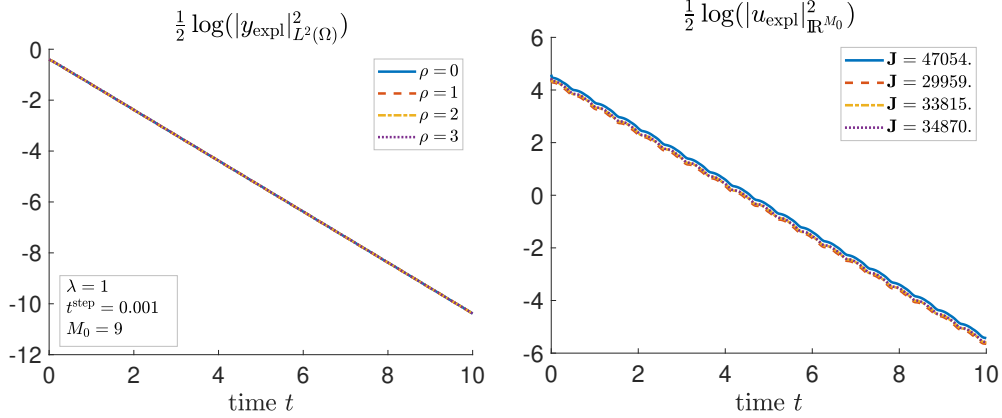 ½ log(|y_expl|²_{L²(Ω)})
0
-2
-4
-6
-8
-10
-12
ρ = 0
ρ = 1
ρ = 2
ρ = 3
λ = 1
t^step = 0.001
M₀ = 9
0 2 4 6 8 10
time t
½ log(|u_expl|²_{ℝ^{M₀}})
6
4
2
0
-2
-4
-6
J = 47054.
J = 29959.
J = 33815.
J = 34870.
0 2 4 6 8 10
time t